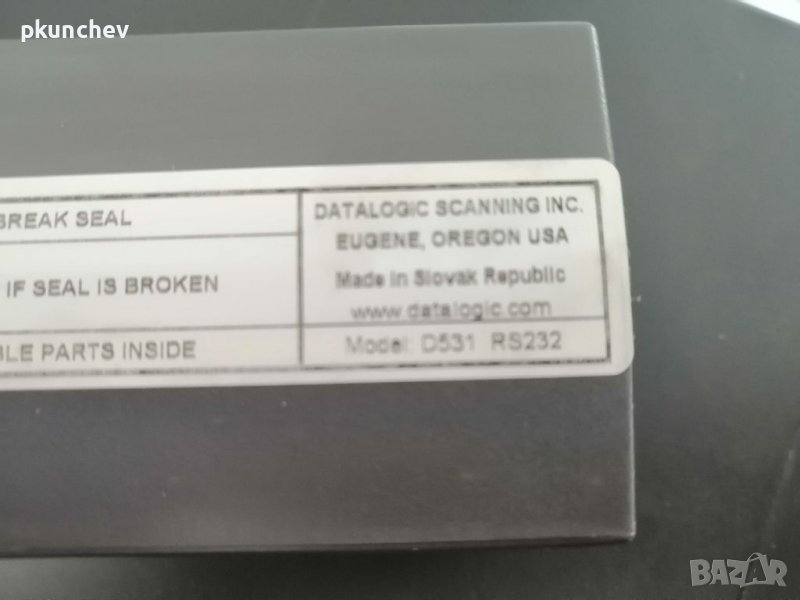 pkunchev
BREAK SEAL
IF SEAL IS BROKEN
BLE PARTS INSIDE
DATALOGIC SCANNING INC.
EUGENE, OREGON USA
Made in Slovak Republic
www.datalogic.com
Model: D531 RS232
BAZAR